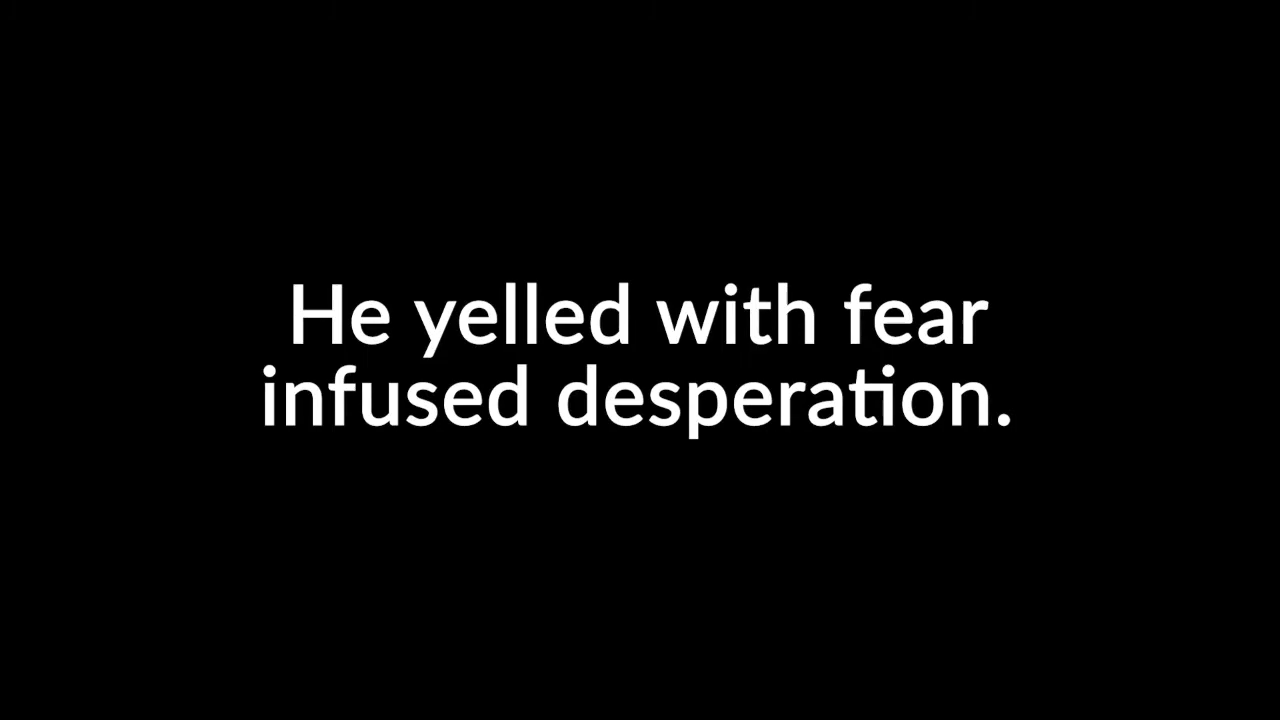 He yelled with fear
infused desperation.